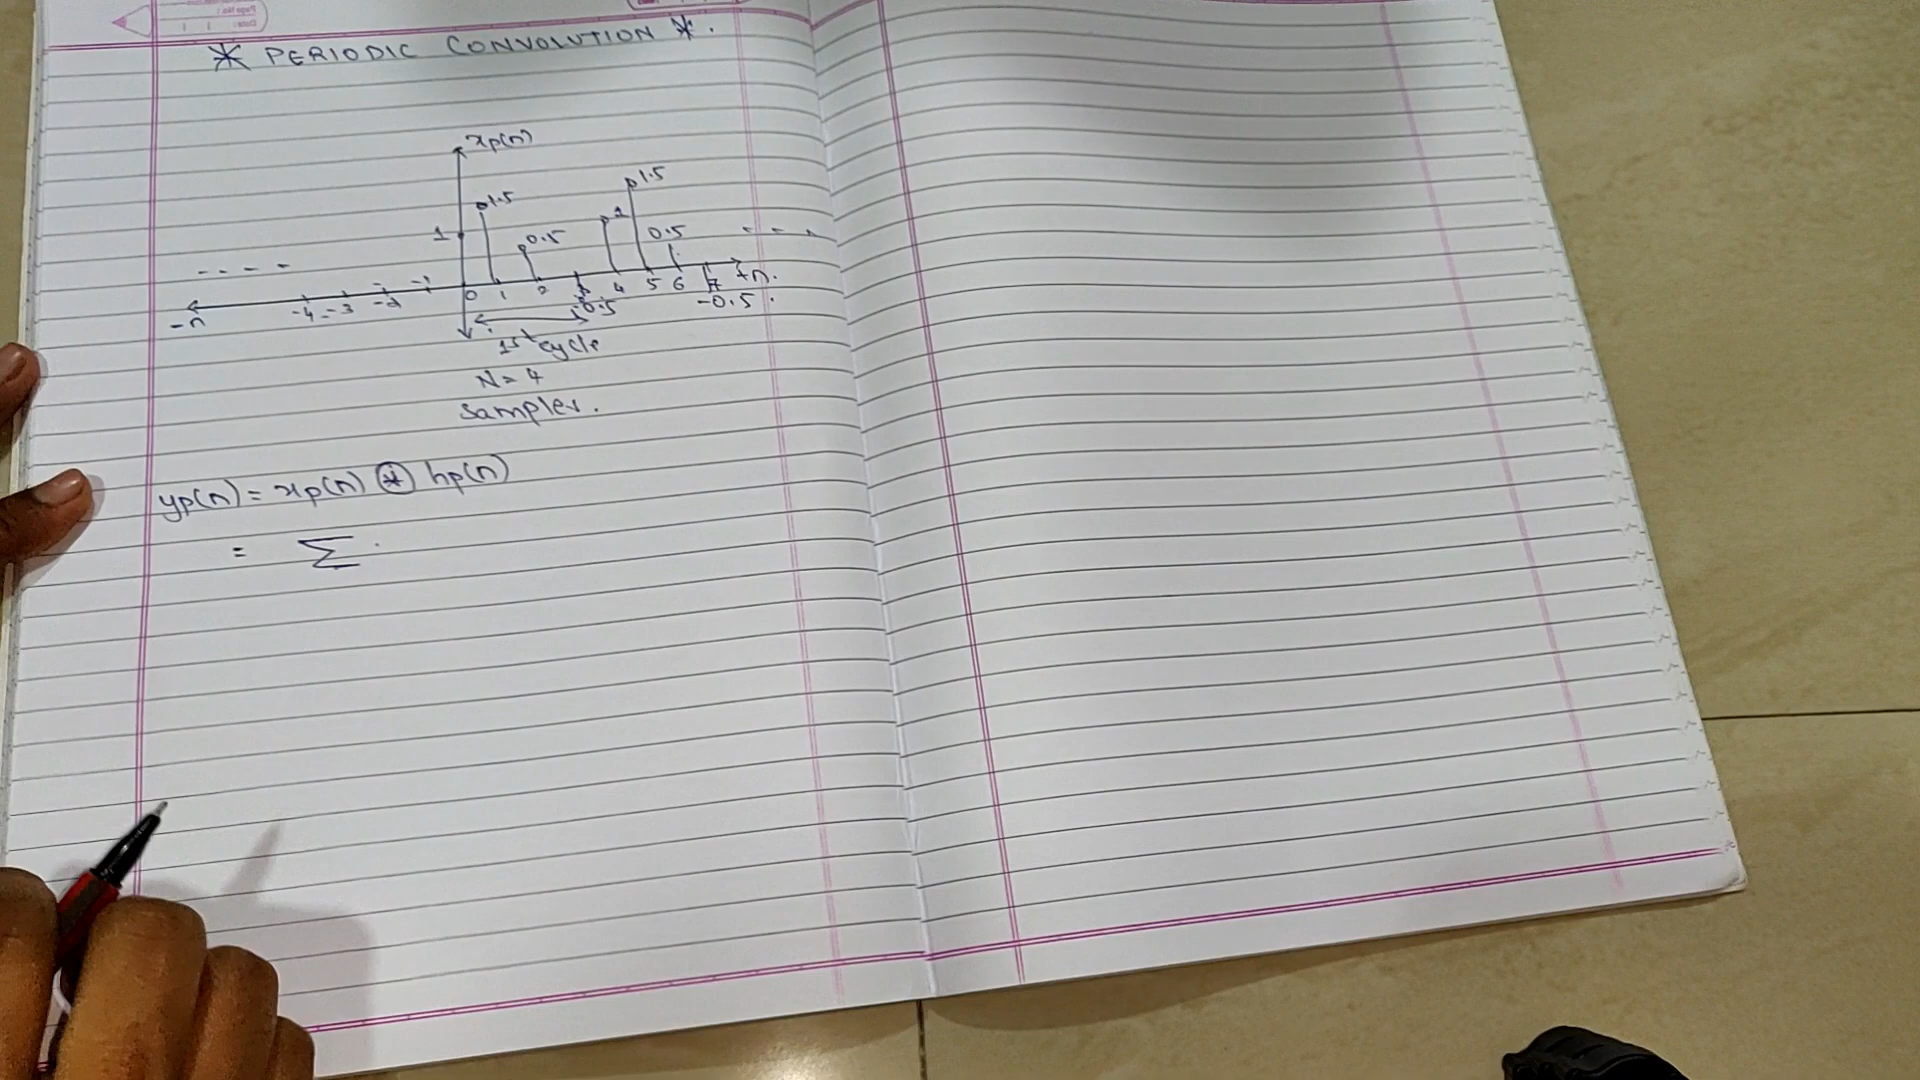 * PERIODIC CONVOLUTION *.
xp(n)
1.5
1.5
1
0.5
1
0.5
- - -
- - - -
-n -4 -3 -2 -1 0 1 2 3 4 5 6 7 +n.
-0.5 -0.5.
1st cycle
N = 4
Samples.
yp(n) = xp(n) ⊛ hp(n)
= Σ